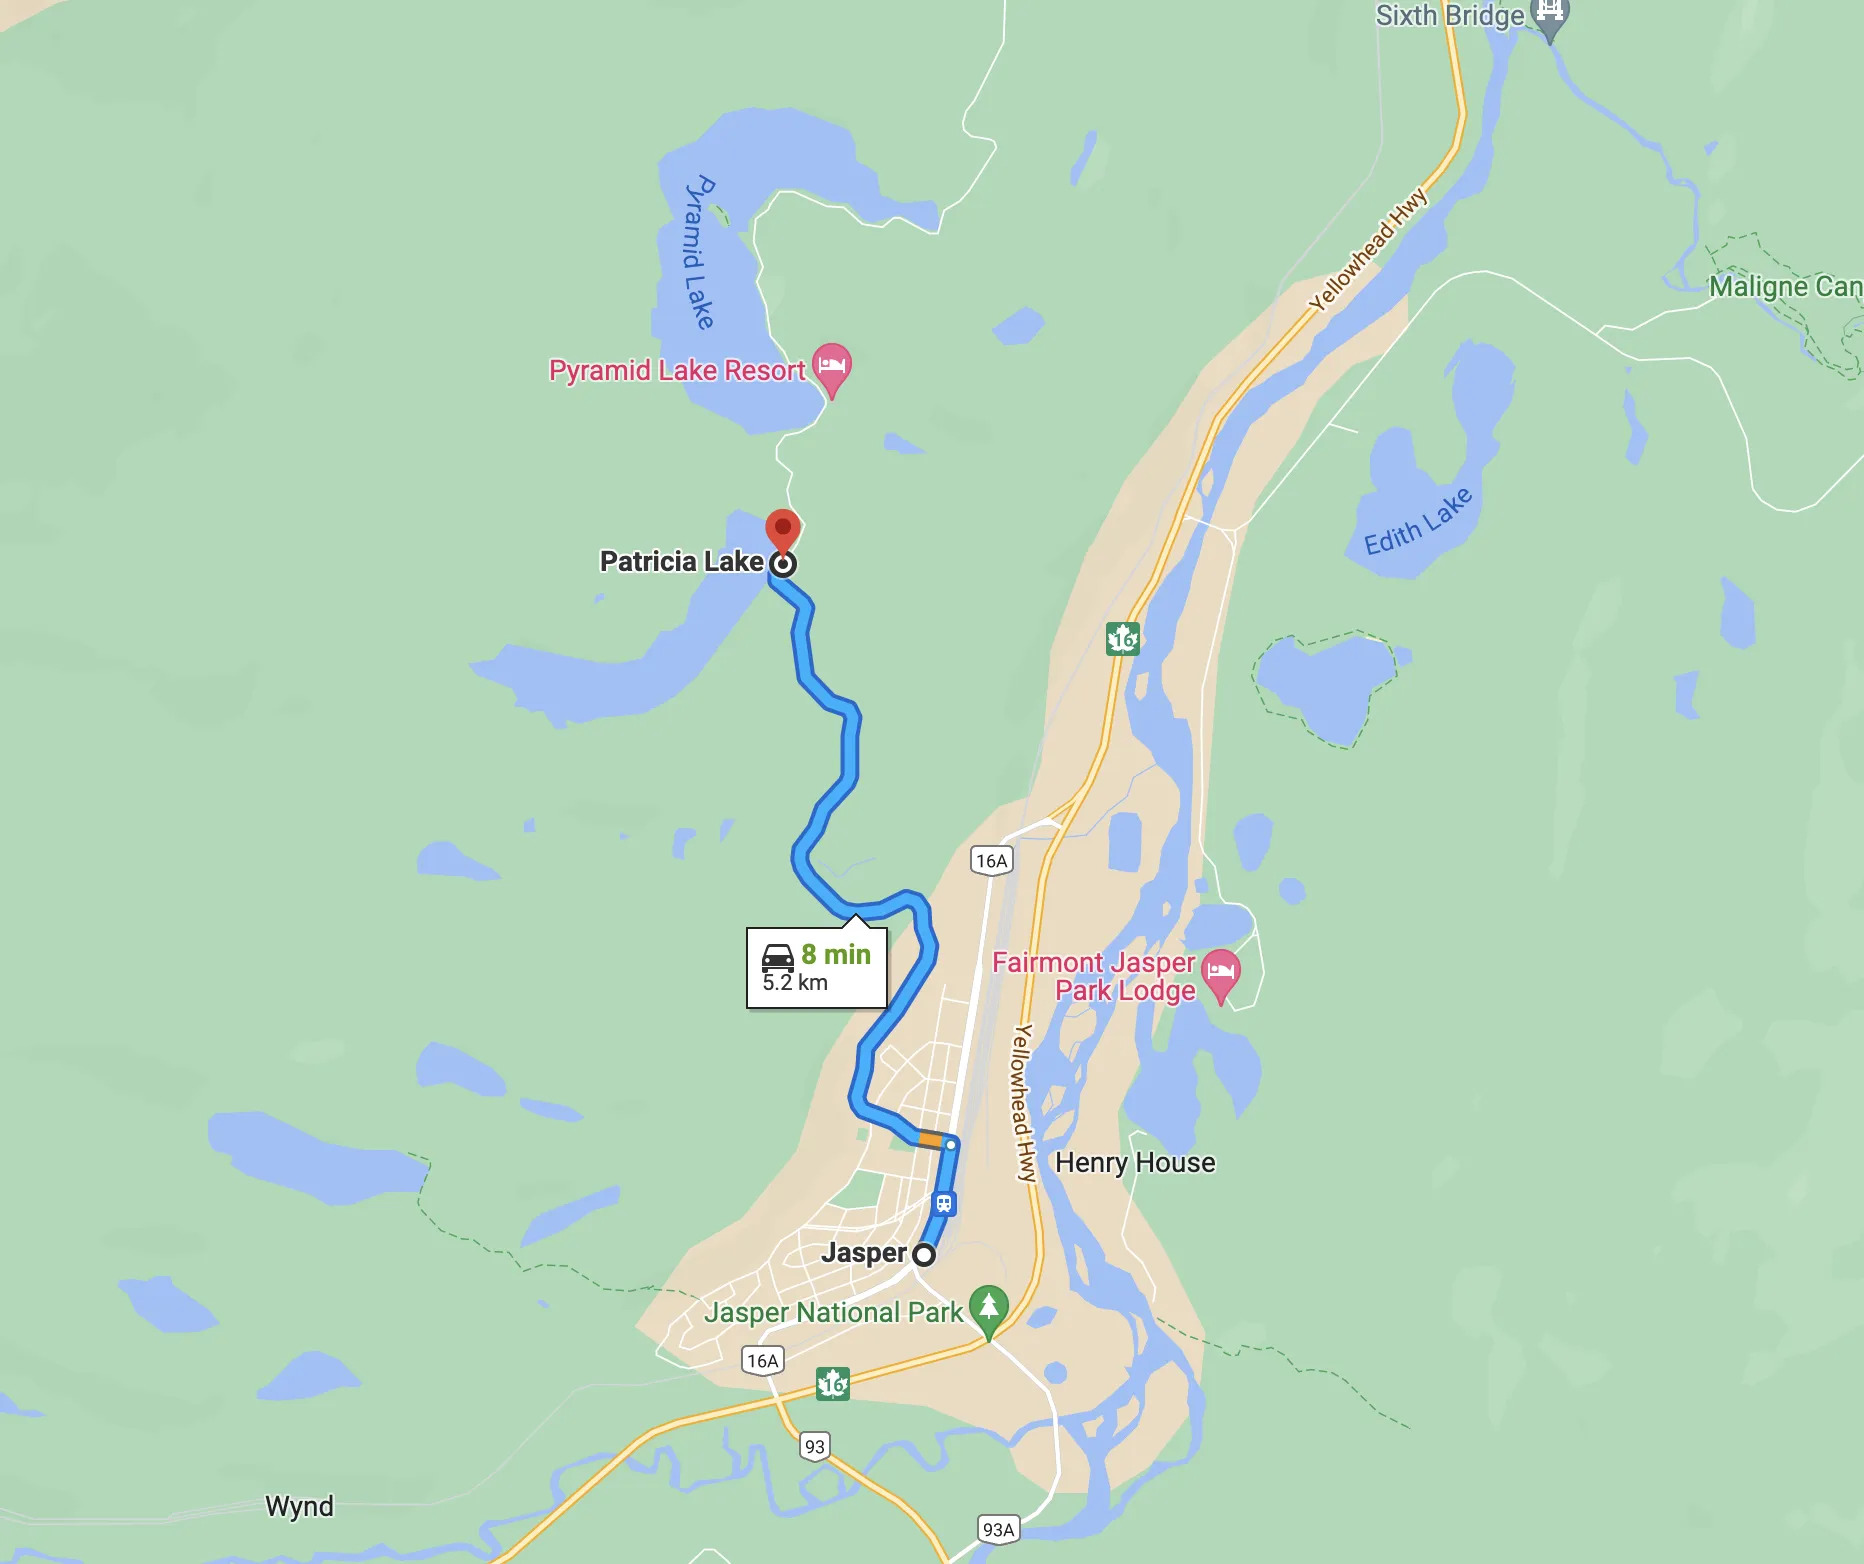 Sixth Bridge
Pyramid Lake
Yellowhead Hwy
Maligne Can
Pyramid Lake Resort
Edith Lake
Patricia Lake
16
16A
8 min
5.2 km
Fairmont Jasper
Park Lodge
Yellowhead Hwy
Henry House
Jasper
Jasper National Park
16A
16
93
Wynd
93A